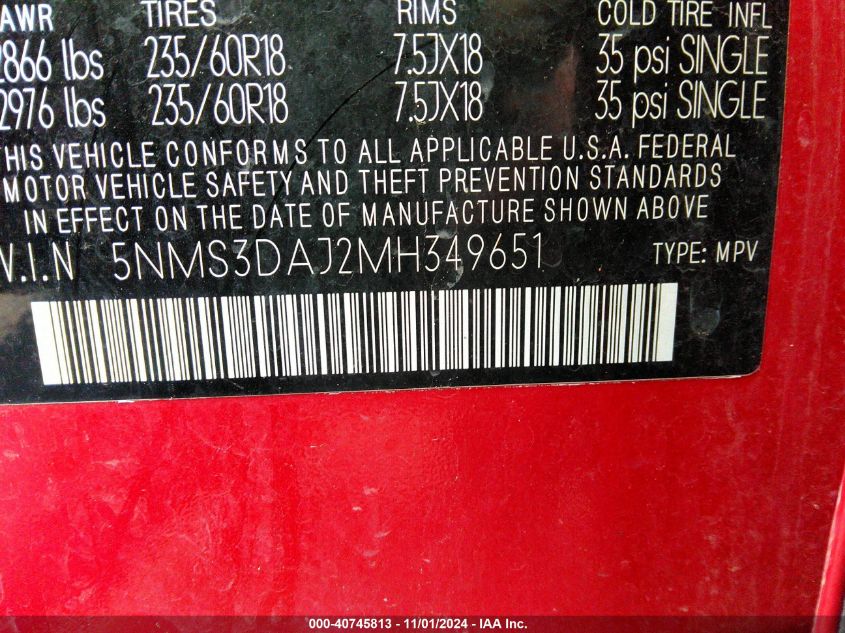 AWR TIRES RIMS COLD TIRE INFL
2866 lbs 235/60R18 7.5JX18 35 psi SINGLE
2976 lbs 235/60R18 7.5JX18 35 psi SINGLE
THIS VEHICLE CONFORMS TO ALL APPLICABLE U.S.A. FEDERAL
MOTOR VEHICLE SAFETY AND THEFT PREVENTION STANDARDS
IN EFFECT ON THE DATE OF MANUFACTURE SHOWN ABOVE
V.I.N 5NMS3DAJ2MH349651 TYPE: MPV
000-40745813 - 11/01/2024 - IAA Inc.